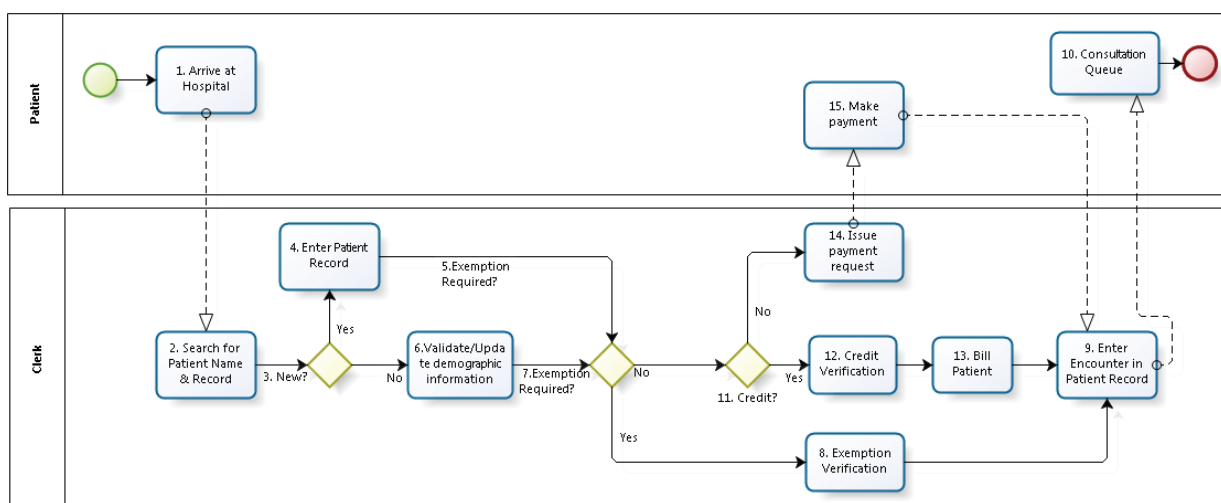 Patient
1. Arrive at
Hospital
10. Consultation
Queue
15. Make
payment
Clerk
4. Enter Patient
Record
5.Exemption
Required?
14. Issue
payment
request
No
Yes
2. Search for
Patient Name
& Record
3. New?
No
6.Validate/Upda
te demographic
information
7.Exemption
Required?
No
11. Credit?
Yes
12. Credit
Verification
13. Bill
Patient
9. Enter
Encounter in
Patient Record
Yes
8. Exemption
Verification